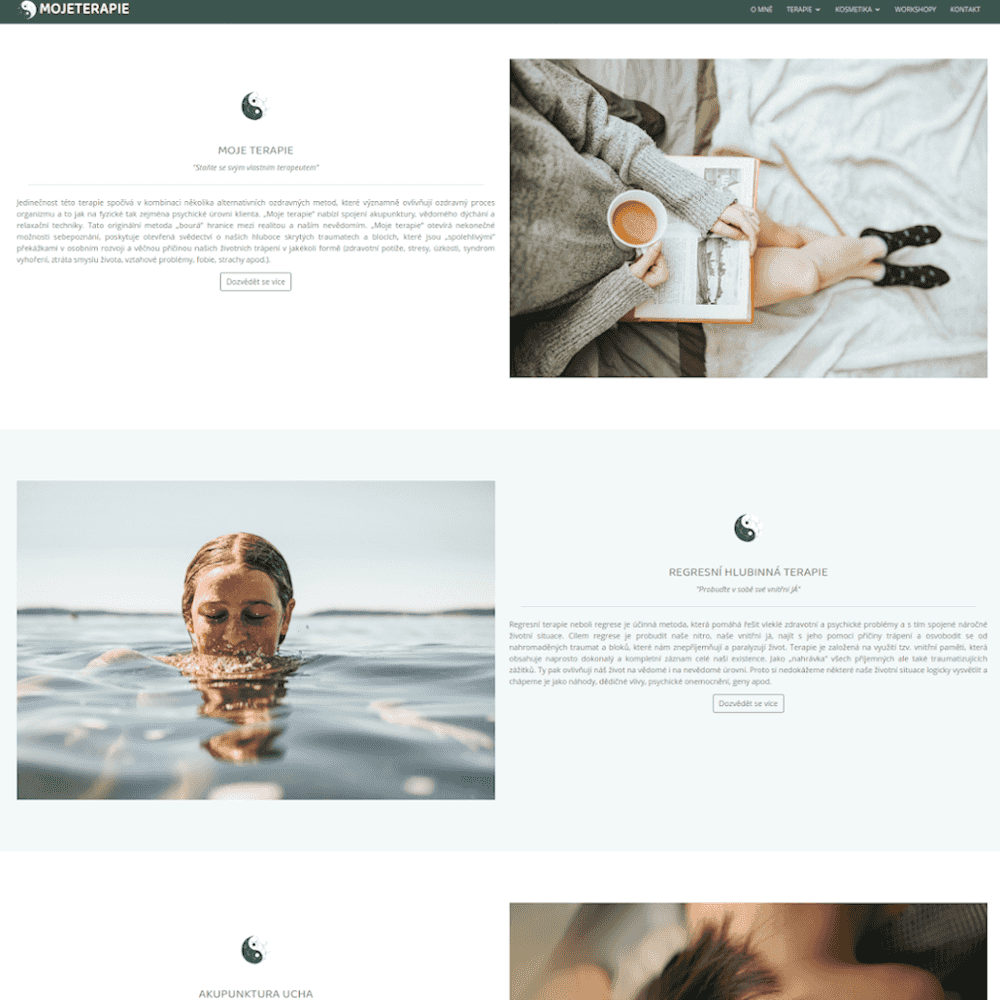 MOJETERAPIE
O MNĚ TERAPIE KOSMETIKA WORKSHOPY KONTAKT
MOJE TERAPIE
"Staňte se svým vlastním terapeutem"
Jedinečnost této terapie spočívá v kombinaci několika alternativních ozdravných metod, které významně ovlivňují ozdravný proces
organizmu a to jak na fyzické tak zejména psychické úrovni klienta. „Moje terapie" nabízí spojení akupunktury, vědomého dýchání a
relaxační techniky. Tato originální metoda „bourá" hranice mezi realitou a naším nevědomím. „Moje terapie" otevírá nekonečné
možnosti sebepoznání, poskytuje otevřená svědectví o našich hluboce skrytých traumatech a blocích, které jsou „spolehlivými"
překážkami v osobním rozvoji a věčnou příčinou našich životních trápení v jakékoli formě (zdravotní potíže, stresy, úzkosti, syndrom
vyhoření, ztráta smyslu života, vztahové problémy, fobie, strachy apod.).
Dozvědět se více
REGRESNÍ HLUBINNÁ TERAPIE
"Probuďte v sobě své vnitřní JÁ"
Regresní terapie neboli regrese je účinná metoda, která pomáhá řešit vleklé zdravotní a psychické problémy a s tím spojené náročné
životní situace. Cílem regrese je probudit naše nitro, naše vnitřní já, najít s jeho pomocí příčiny trápení a osvobodit se od
nahromaděných traumat a bloků, které nám znepříjemňují a paralyzují život. Terapie je založená na využití tzv. vnitřní paměti, která
obsahuje naprosto dokonalý a kompletní záznam celé naší existence. Jako „nahrávka" všech příjemných ale také traumatizujících
zážitků. Ty pak ovlivňují náš život na vědomé i na nevědomé úrovni. Proto si nedokážeme některé naše životní situace logicky vysvětlit a
chápeme je jako náhody, dědičné vlivy, psychické onemocnění, geny apod.
Dozvědět se více
AKUPUNKTURA UCHA